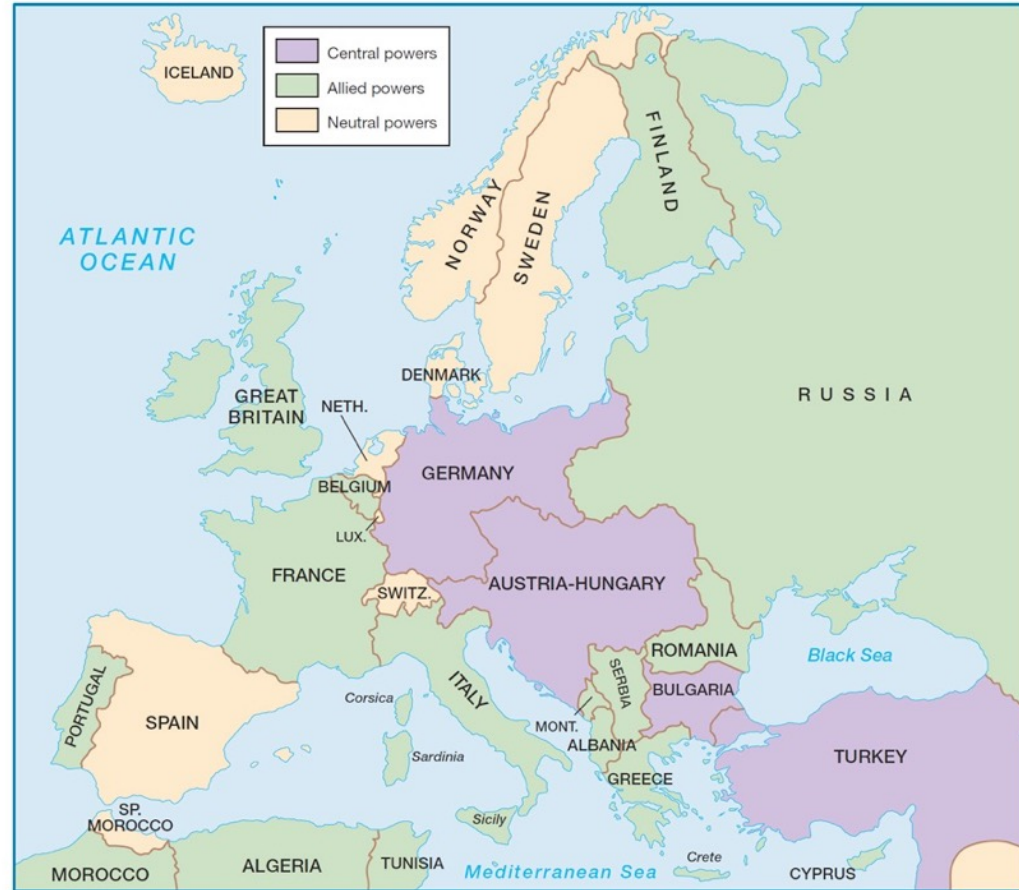 ICELAND
Central powers
Allied powers
Neutral powers
ATLANTIC
OCEAN
NORWAY
SWEDEN
FINLAND
RUSSIA
DENMARK
GREAT
BRITAIN
NETH.
GERMANY
BELGIUM
LUX.
FRANCE
SWITZ.
AUSTRIA-HUNGARY
ROMANIA
Black Sea
SERBIA
BULGARIA
ITALY
Corsica
MONT.
ALBANIA
PORTUGAL
SPAIN
Sardinia
GREECE
TURKEY
SP.
MOROCCO
Sicily
Crete
MOROCCO
ALGERIA
TUNISIA
Mediterranean Sea
CYPRUS